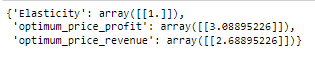 {'Elasticity': array([[1.]]),
'optimum_price_profit': array([[3.08895226]]),
'optimum_price_revenue': array([[2.68895226]])}